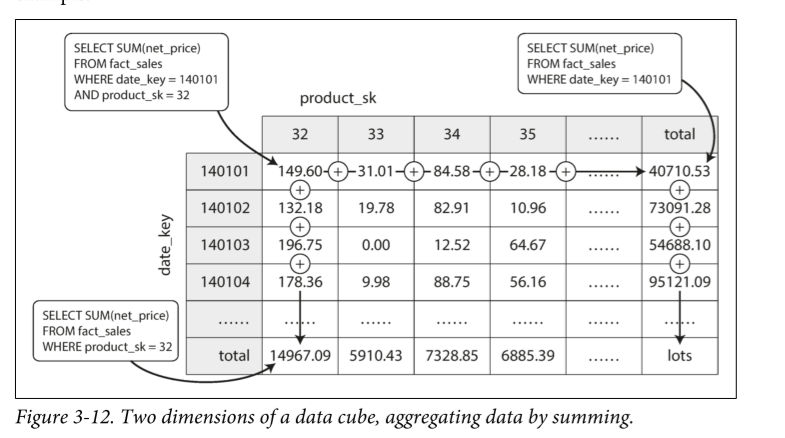 SELECT SUM(net_price)
FROM fact_sales
WHERE date_key = 140101
AND product_sk = 32
SELECT SUM(net_price)
FROM fact_sales
WHERE date_key = 140101
product_sk
32 33 34 35 ...... total
140101 149.60 + 31.01 + 84.58 + 28.18 + ...... 40710.53
+ +
140102 132.18 19.78 82.91 10.96 ...... 73091.28
+ +
date_key
140103 196.75 0.00 12.52 64.67 ...... 54688.10
+ +
140104 178.36 9.98 88.75 56.16 ...... 95121.09
...... ...... ...... ...... ...... ...... ......
SELECT SUM(net_price)
FROM fact_sales
WHERE product_sk = 32
total 14967.09 5910.43 7328.85 6885.39 ...... lots
Figure 3-12. Two dimensions of a data cube, aggregating data by summing.